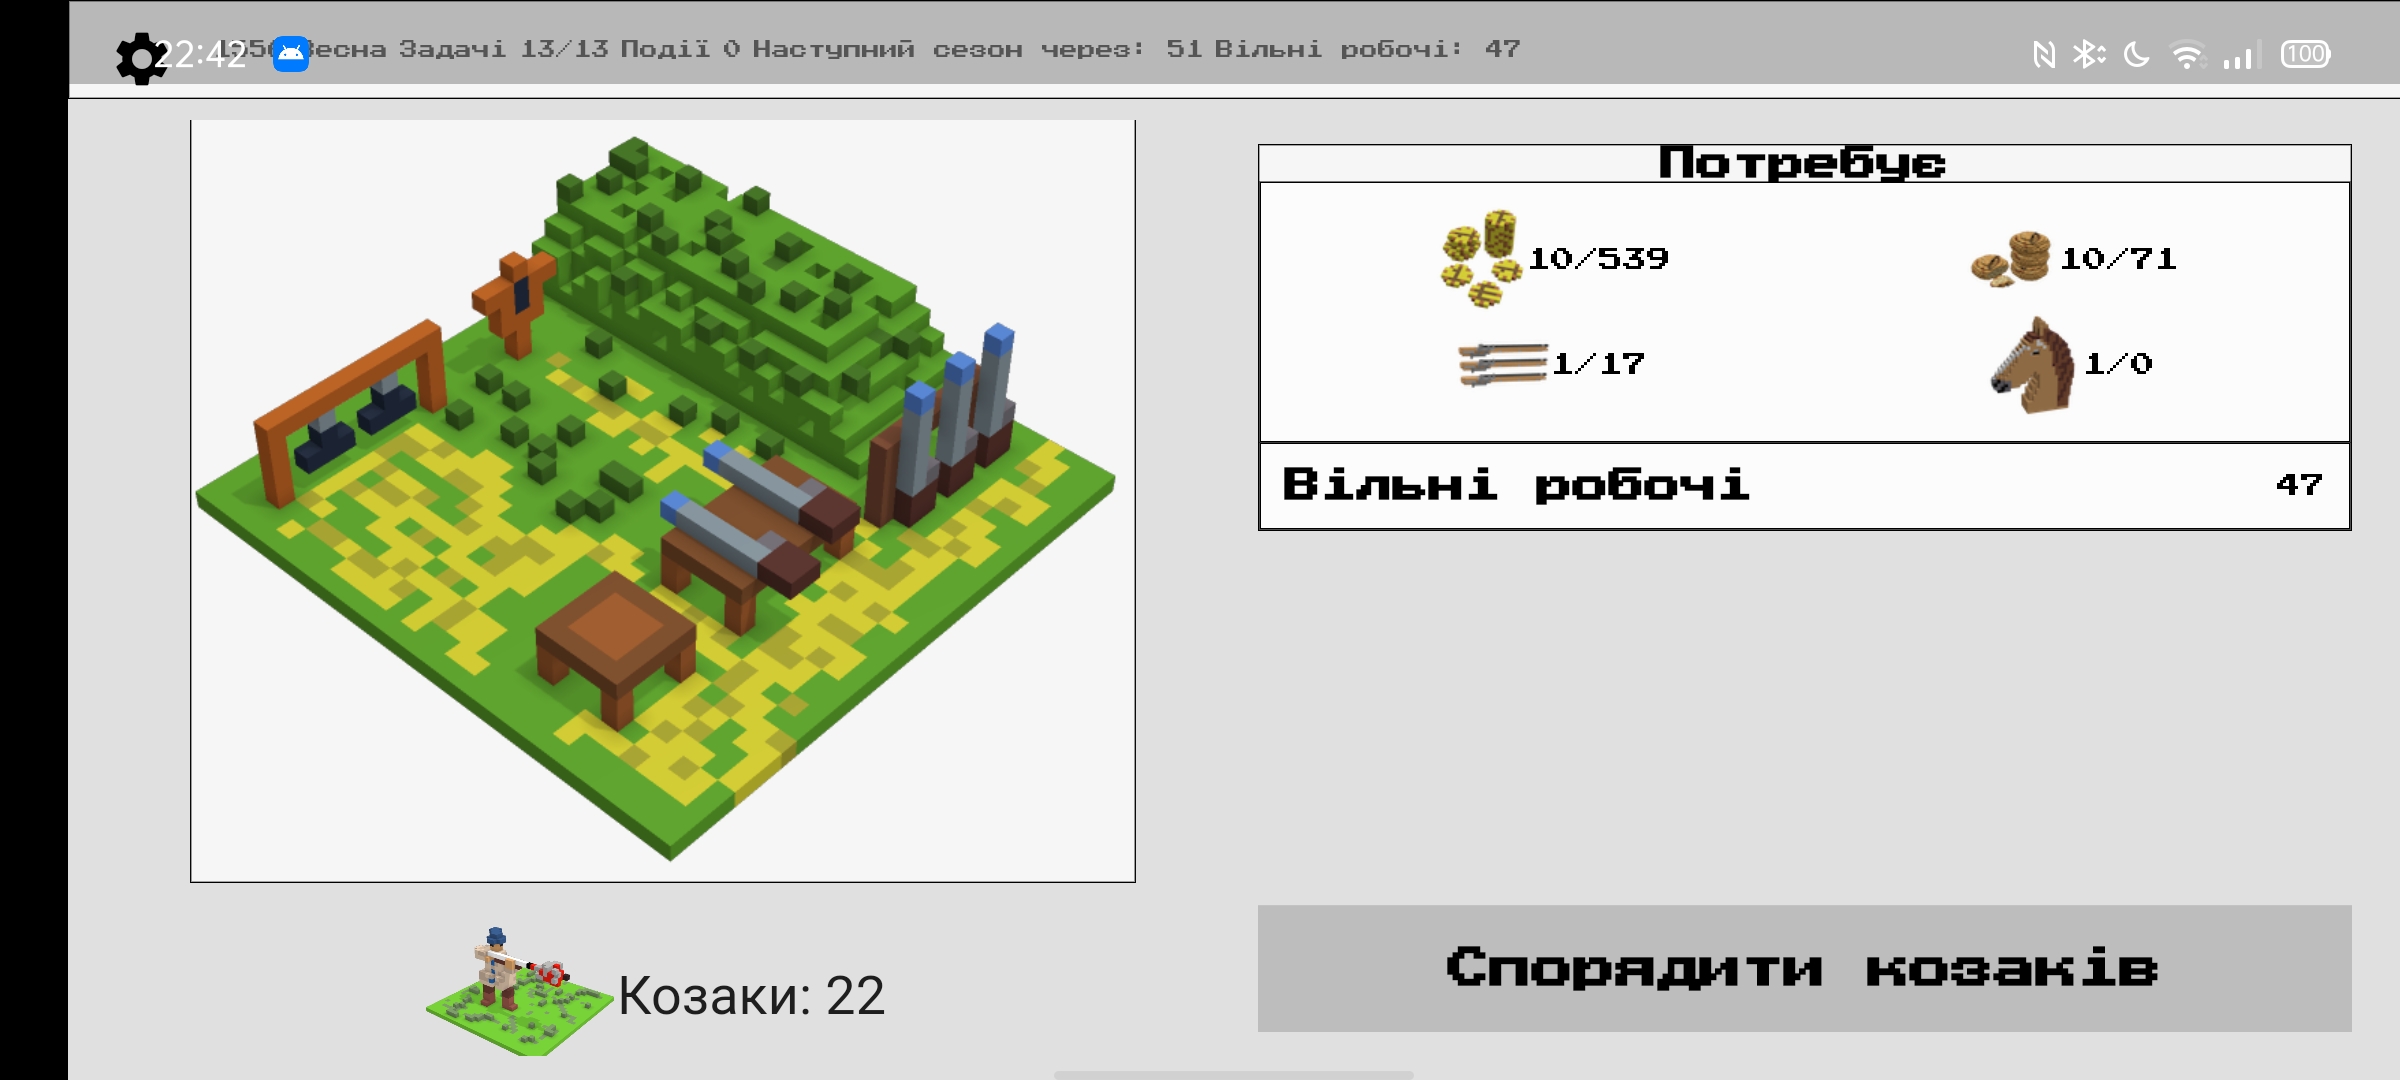 22:42 Весна Задачі 13/13 Події 0 Наступний сезон через: 51 Вільні робочі: 47 100
Потребує
10/539 10/71
1/17 1/0
Вільні робочі 47
Козаки: 22
Спорядити козаків